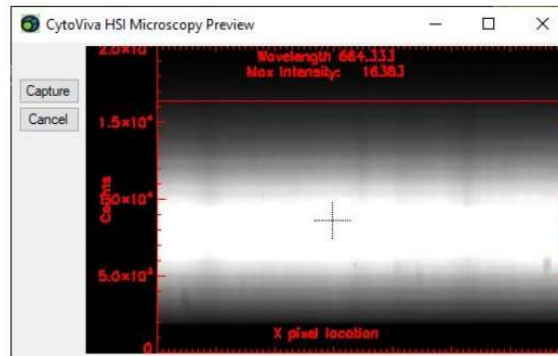 CytoViva HSI Microscopy Preview
Capture
Cancel
Wavelength 664.333
Max Intensity: 16383
1.5×10⁴
5.0×10³
0
Counts
X pixel location